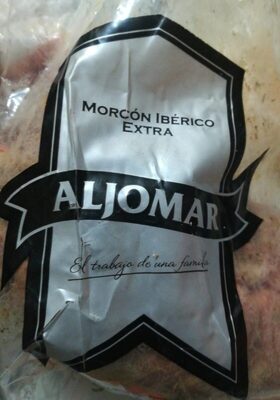 MORCÓN IBÉRICO
EXTRA
ALJOMAR
El trabajo de una familia